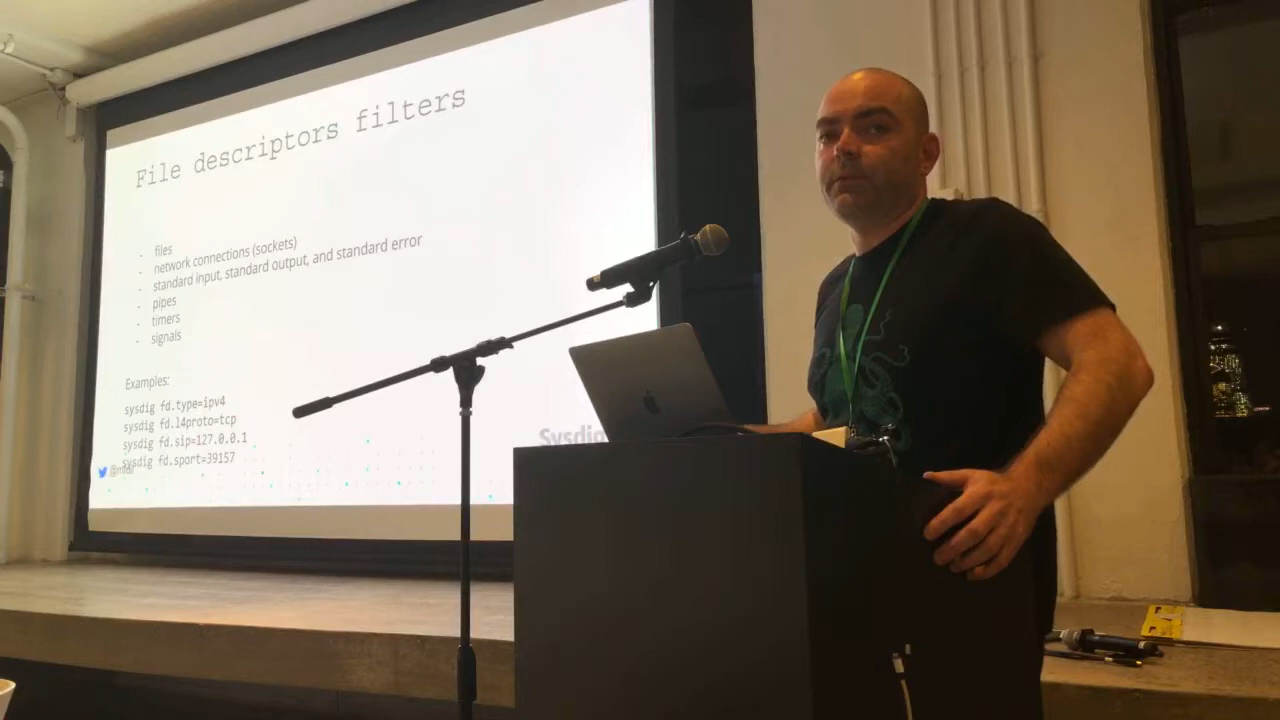 File descriptors filters
- files
- network connections (sockets)
- standard input, standard output, and standard error
- pipes
- timers
- signals
Examples:
sysdig fd.type=ipv4
sysdig fd.l4proto=tcp
sysdig fd.sip=127.0.0.1
sysdig fd.sport=39157
Sysdig